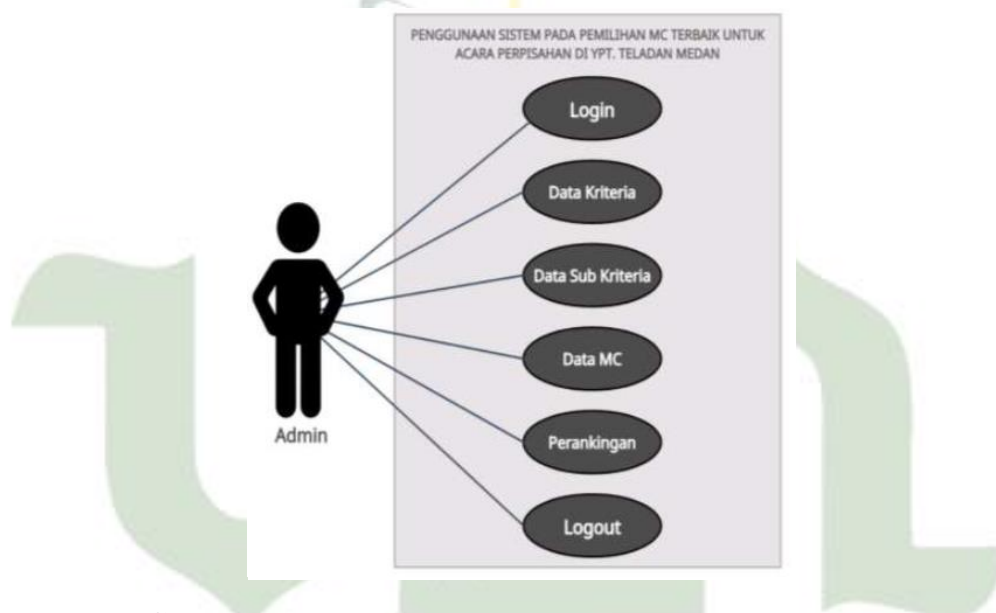 PENGGUNAAN SISTEM PADA PEMILIHAN MC TERBAIK UNTUK
ACARA PERPISAHAN DI YPT. TELADAN MEDAN
Login
Data Kriteria
Data Sub Kriteria
Data MC
Perankingan
Logout
Admin